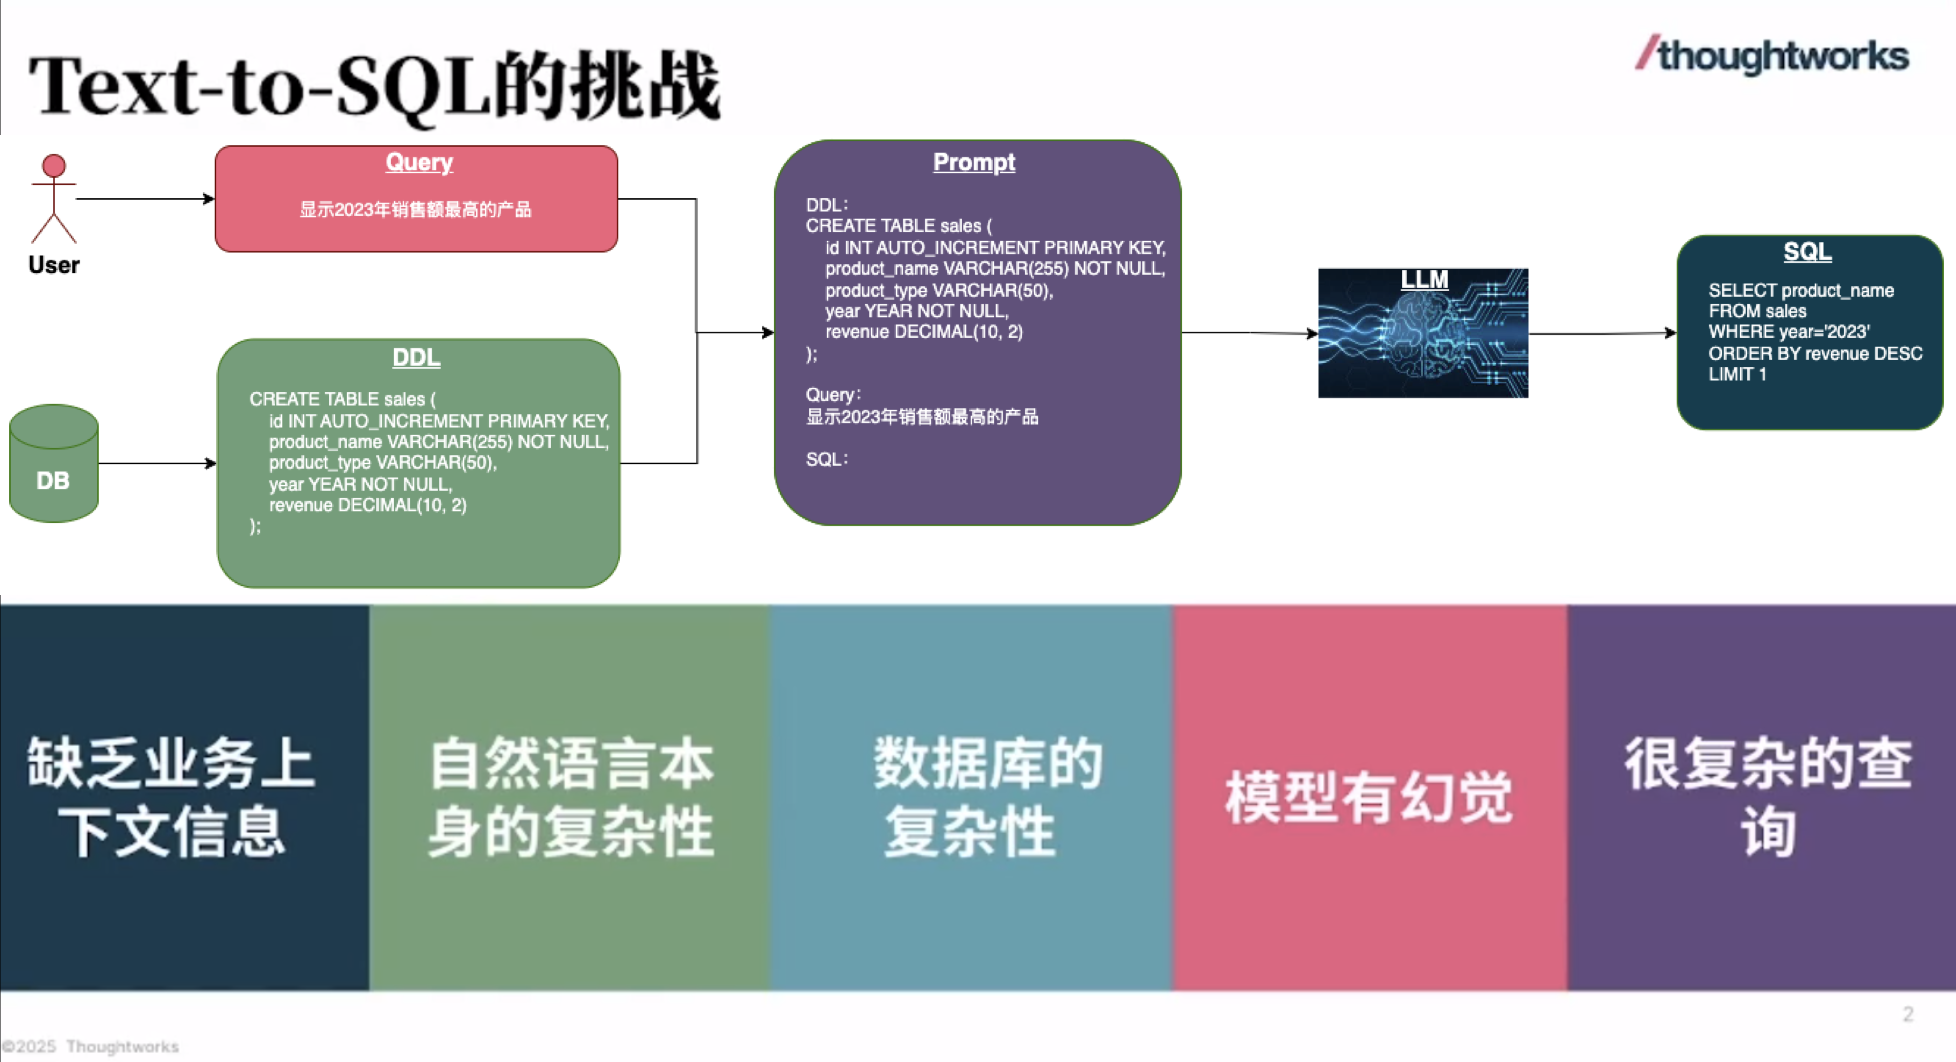 Text-to-SQL的挑战
/thoughtworks
User
Query
显示2023年销售额最高的产品
DB
DDL
CREATE TABLE sales (
id INT AUTO_INCREMENT PRIMARY KEY,
product_name VARCHAR(255) NOT NULL,
product_type VARCHAR(50),
year YEAR NOT NULL,
revenue DECIMAL(10, 2)
);
Prompt
DDL：
CREATE TABLE sales (
id INT AUTO_INCREMENT PRIMARY KEY,
product_name VARCHAR(255) NOT NULL,
product_type VARCHAR(50),
year YEAR NOT NULL,
revenue DECIMAL(10, 2)
);
Query：
显示2023年销售额最高的产品
SQL：
LLM
SQL
SELECT product_name
FROM sales
WHERE year='2023'
ORDER BY revenue DESC
LIMIT 1
缺乏业务上
下文信息
自然语言本
身的复杂性
数据库的
复杂性
模型有幻觉
很复杂的查
询
2
©2025 Thoughtworks